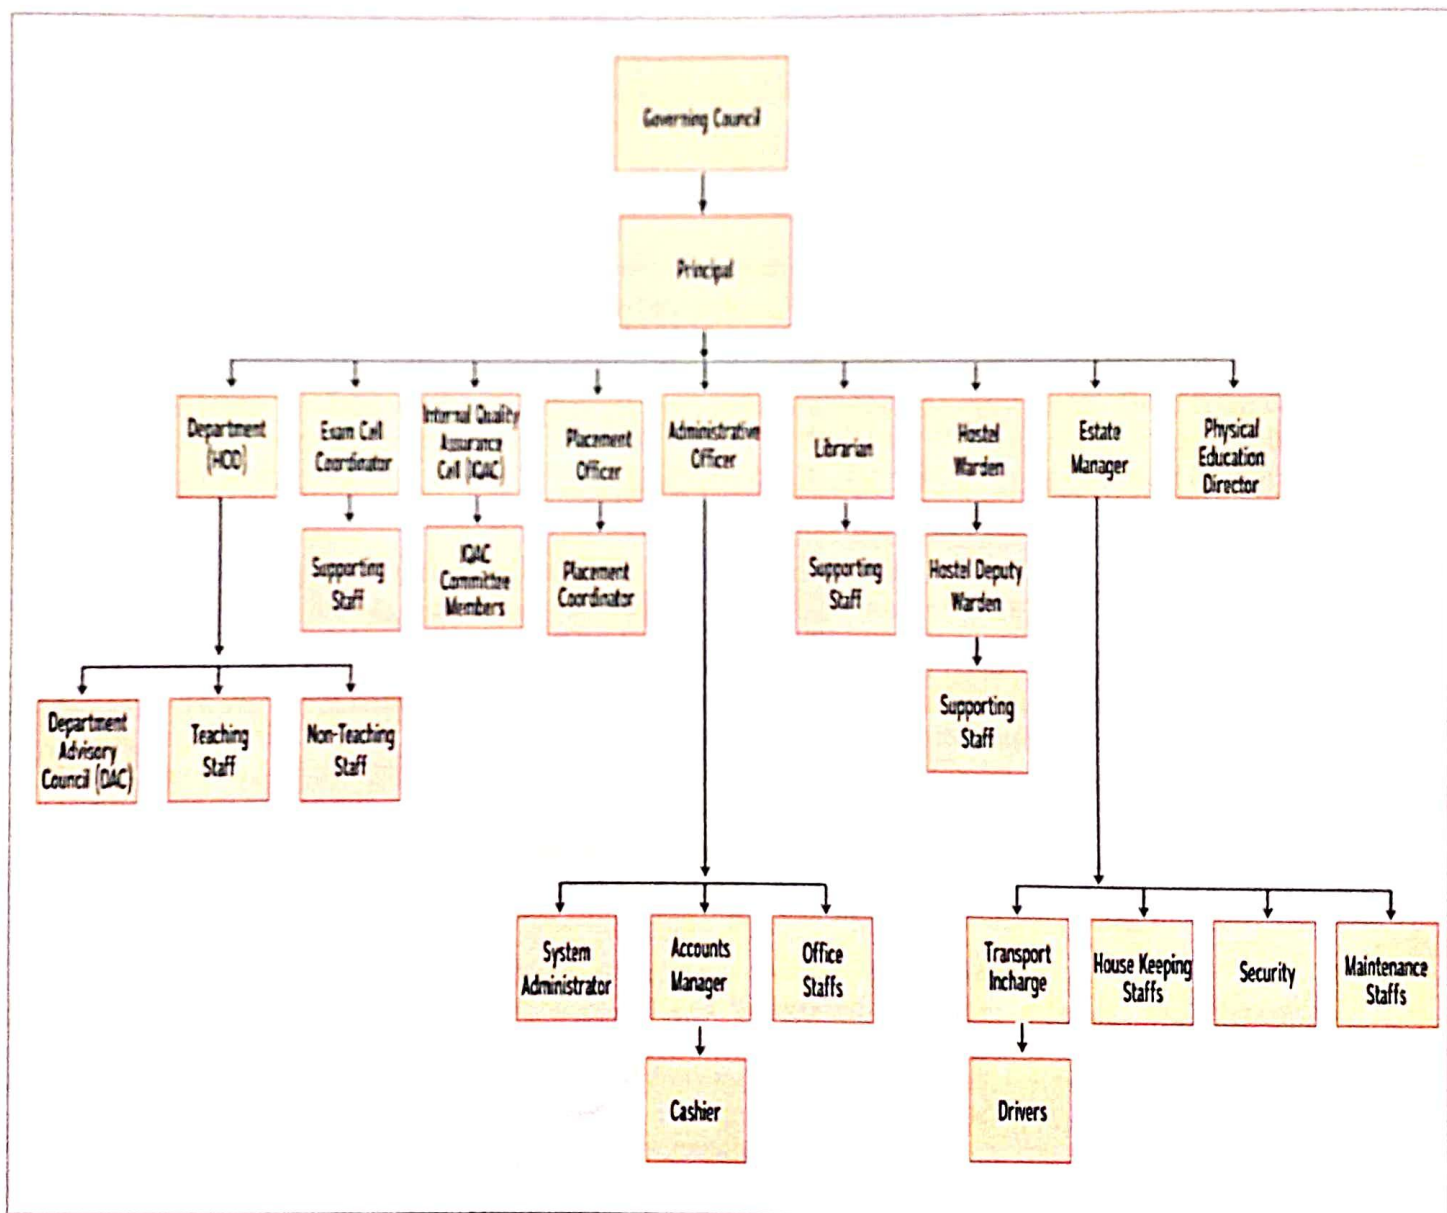 Governing Council
Principal
Department
(HOD)
Exam Cell
Coordinator
Internal Quality
Assurance
Cell (IQAC)
Placement
Officer
Administrative
Officer
Librarian
Hostel
Warden
Estate
Manager
Physical
Education
Director
Supporting
Staff
IQAC
Committee
Members
Placement
Coordinator
Supporting
Staff
Hostel Deputy
Warden
Supporting
Staff
Department
Advisory
Council (DAC)
Teaching
Staff
Non-Teaching
Staff
System
Administrator
Accounts
Manager
Office
Staffs
Transport
Incharge
House Keeping
Staffs
Security
Maintenance
Staffs
Cashier
Drivers